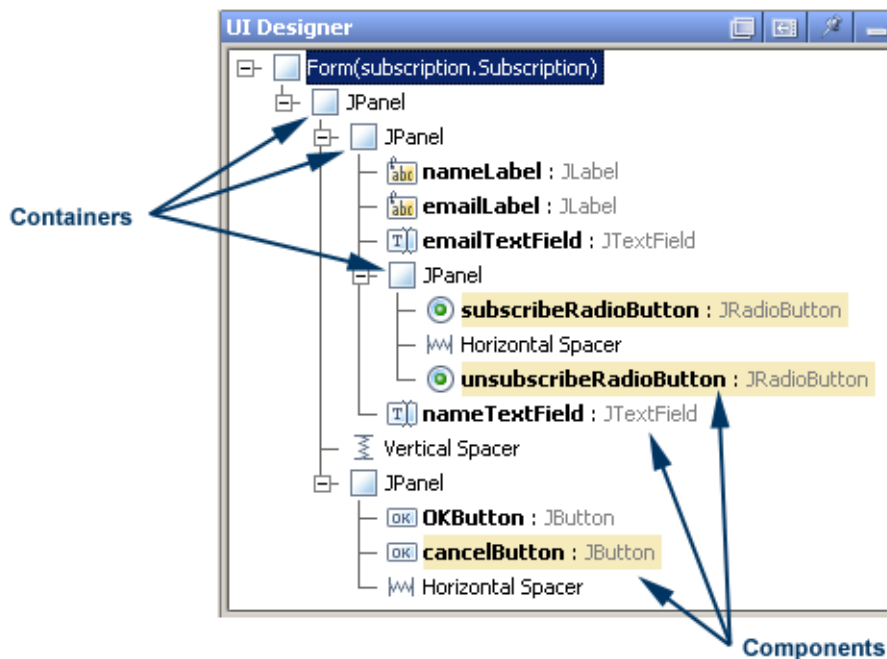 UI Designer
Form(subscription.Subscription)
JPanel
JPanel
nameLabel : JLabel
emailLabel : JLabel
Containers
emailTextField : JTextField
JPanel
subscribeRadioButton : JRadioButton
Horizontal Spacer
unsubscribeRadioButton : JRadioButton
nameTextField : JTextField
Vertical Spacer
JPanel
OKButton : JButton
cancelButton : JButton
Horizontal Spacer
Components